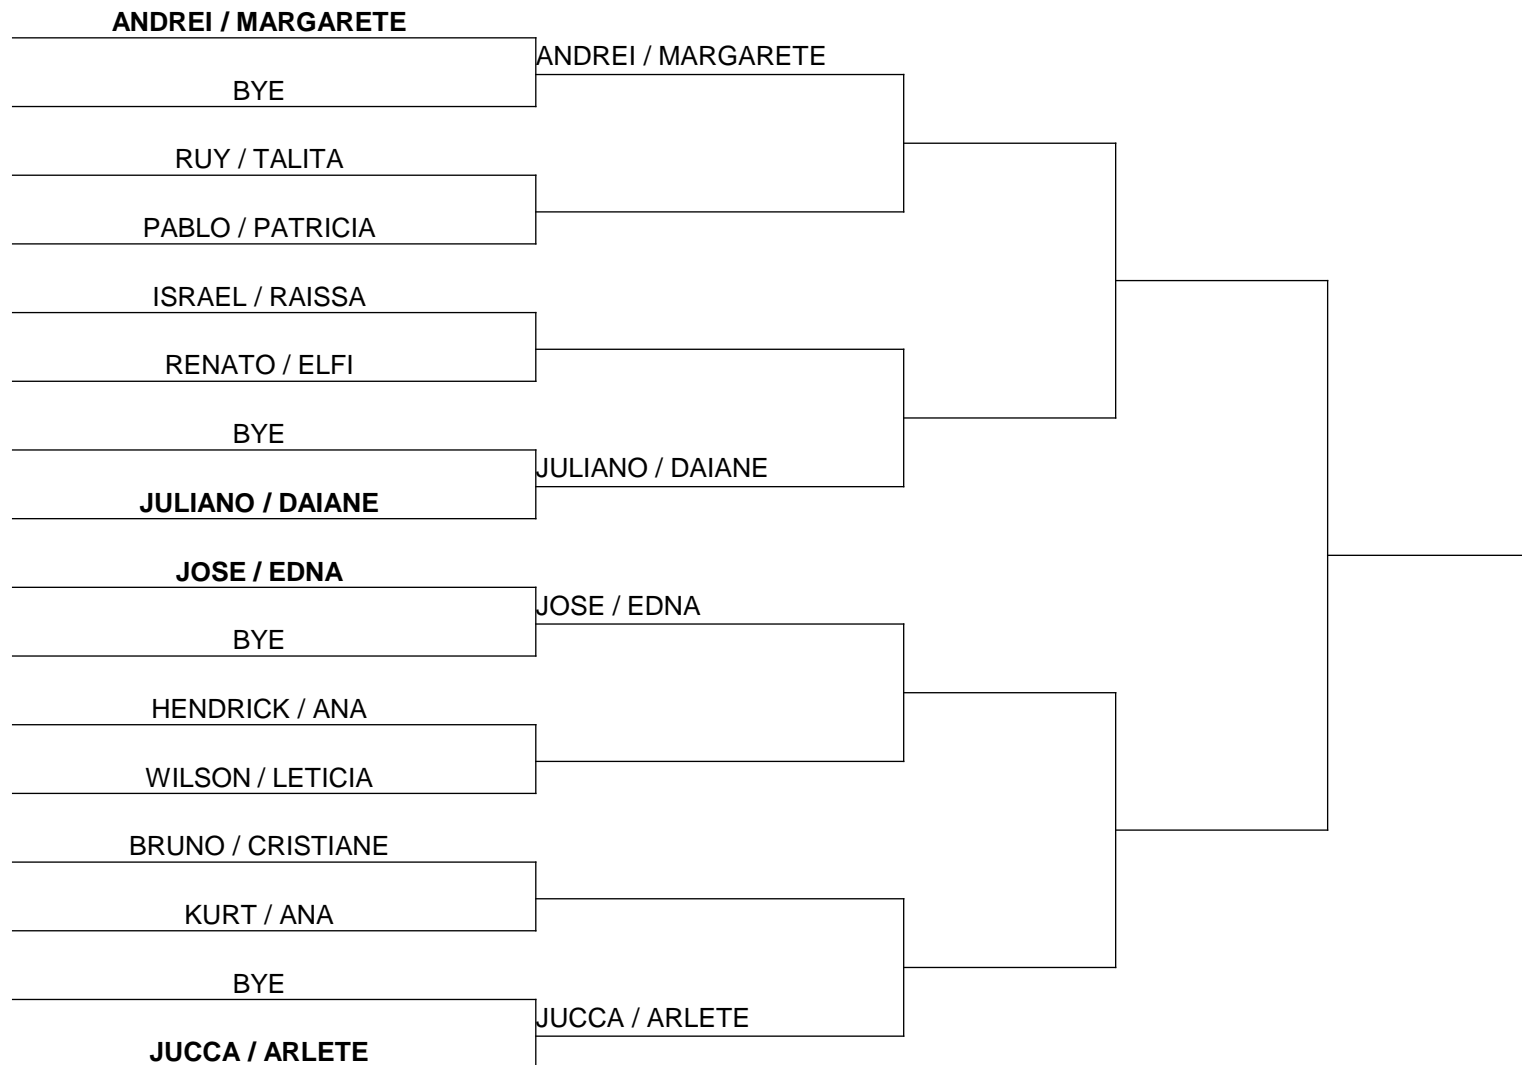 ANDREI / MARGARETE
ANDREI / MARGARETE
BYE
RUY / TALITA
PABLO / PATRICIA
ISRAEL / RAISSA
RENATO / ELFI
BYE
JULIANO / DAIANE
JULIANO / DAIANE
JOSE / EDNA
JOSE / EDNA
BYE
HENDRICK / ANA
WILSON / LETICIA
BRUNO / CRISTIANE
KURT / ANA
BYE
JUCCA / ARLETE
JUCCA / ARLETE